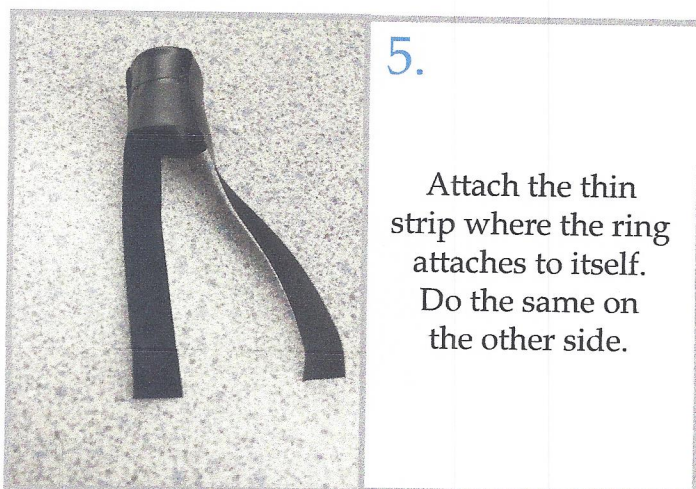 5.
Attach the thin
strip where the ring
attaches to itself.
Do the same on
the other side.